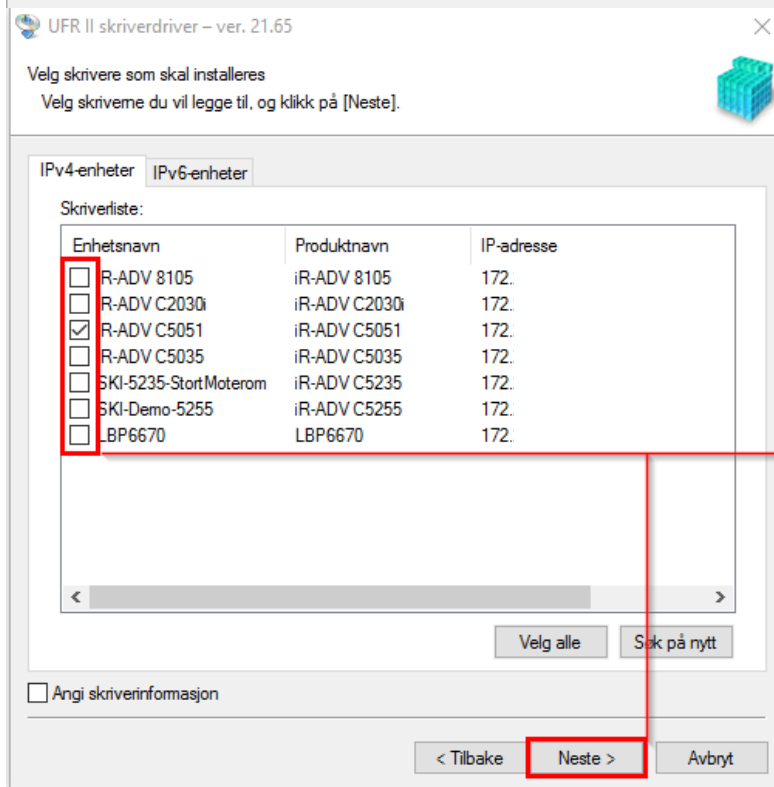 UFR II skriverdriver – ver. 21.65
Velg skrivere som skal installeres
Velg skriverne du vil legge til, og klikk på [Neste].
IPv4-enheter IPv6-enheter
Skriverliste:
Enhetsnavn Produktnavn IP-adresse
R-ADV 8105 iR-ADV 8105 172.
R-ADV C2030i iR-ADV C2030i 172.
R-ADV C5051 iR-ADV C5051 172.
R-ADV C5035 iR-ADV C5035 172.
SKI-5235-StortMoterom iR-ADV C5235 172.
SKI-Demo-5255 iR-ADV C5255 172.
LBP6670 LBP6670 172.
Velg alle Søk på nytt
Angi skriverinformasjon
< Tilbake Neste > Avbryt